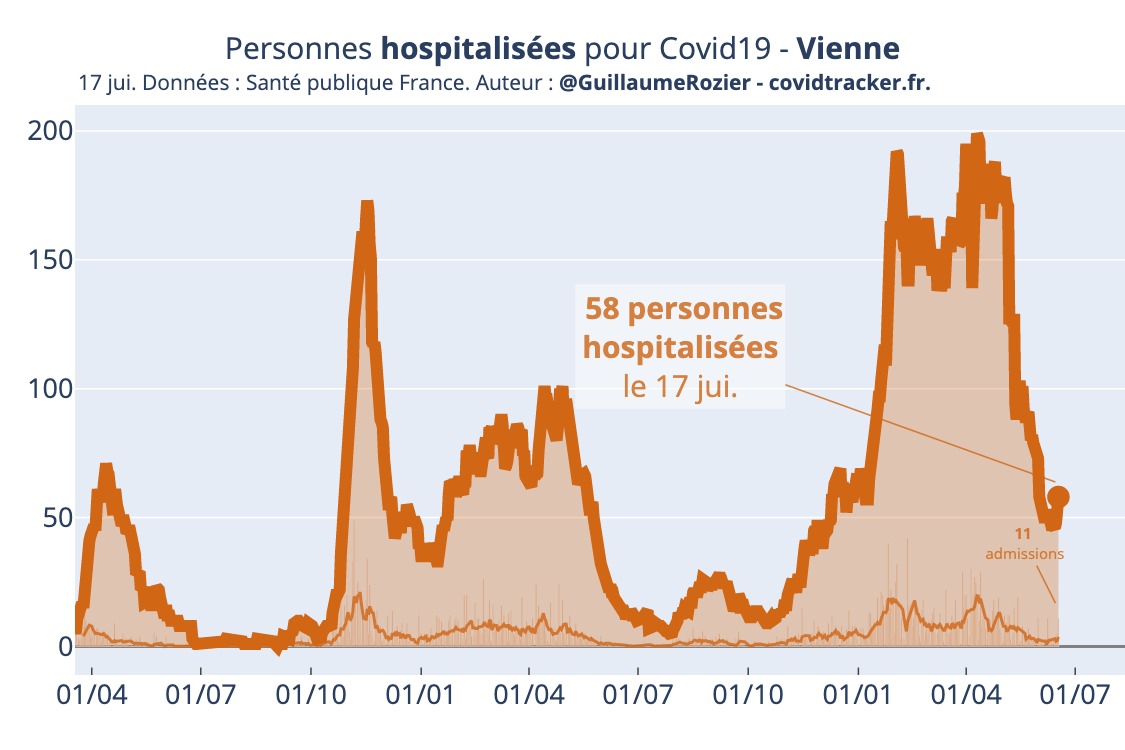 Personnes hospitalisées pour Covid19 - Vienne
17 jui. Données : Santé publique France. Auteur : @GuillaumeRozier - covidtracker.fr.
200
150
58 personnes
hospitalisées
le 17 jui.
100
50
11
admissions
0
01/04 01/07 01/10 01/01 01/04 01/07 01/10 01/01 01/04 01/07